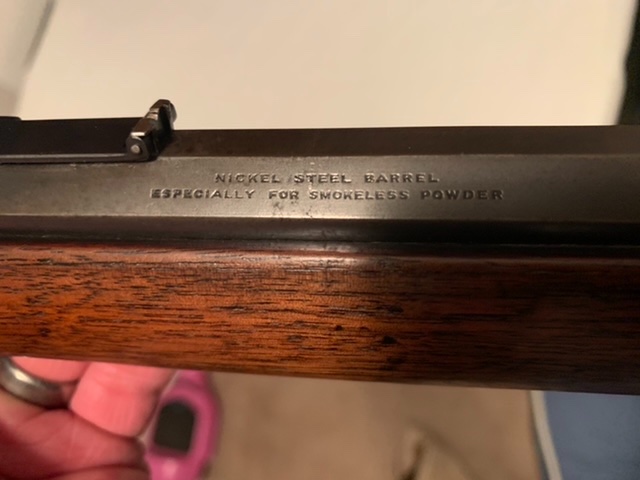 NICKEL STEEL BARREL
ESPECIALLY FOR SMOKELESS POWDER